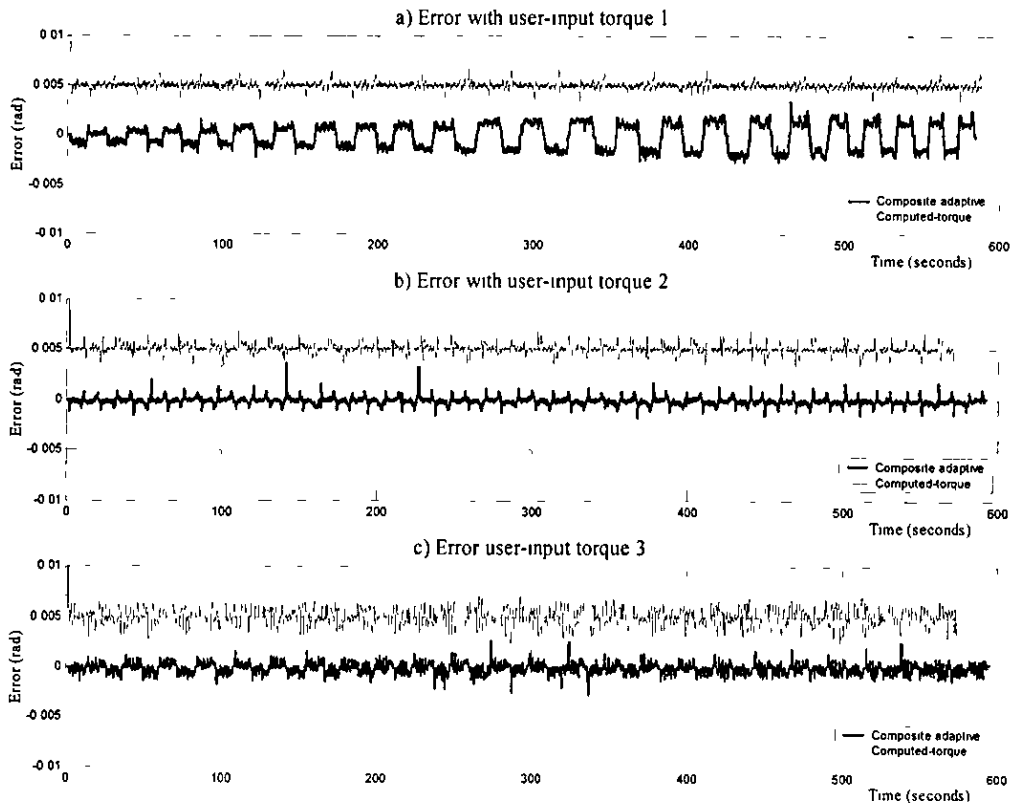 a) Error with user-input torque 1
0 01
0 005
0
-0 005
-0 01
Error (rad)
Composite adaptive
Computed-torque
0 100 200 300 400 500 600
Time (seconds)
b) Error with user-input torque 2
0 01
0 005
0
-0 005
-0 01
Error (rad)
Composite adaptive
Computed-torque
0 100 200 300 400 500 600
Time (seconds)
c) Error user-input torque 3
0 01
0 005
0
-0 005
-0 01
Error (rad)
Composite adaptive
Computed-torque
0 100 200 300 400 500 600
Time (seconds)